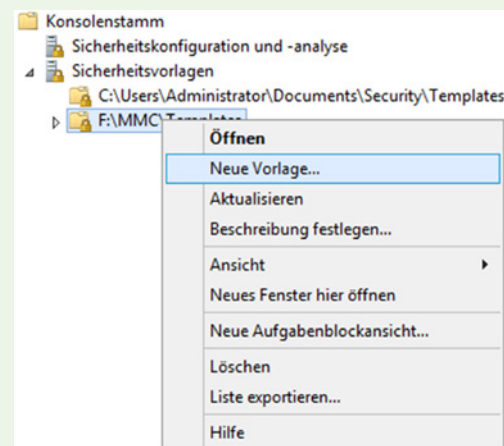 Konsolenstamm
Sicherheitskonfiguration und -analyse
Sicherheitsvorlagen
C:\Users\Administrator\Documents\Security\Templates
F:\MMC\Templates
Öffnen
Neue Vorlage...
Aktualisieren
Beschreibung festlegen...
Ansicht
Neues Fenster hier öffnen
Neue Aufgabenblockansicht...
Löschen
Liste exportieren...
Hilfe